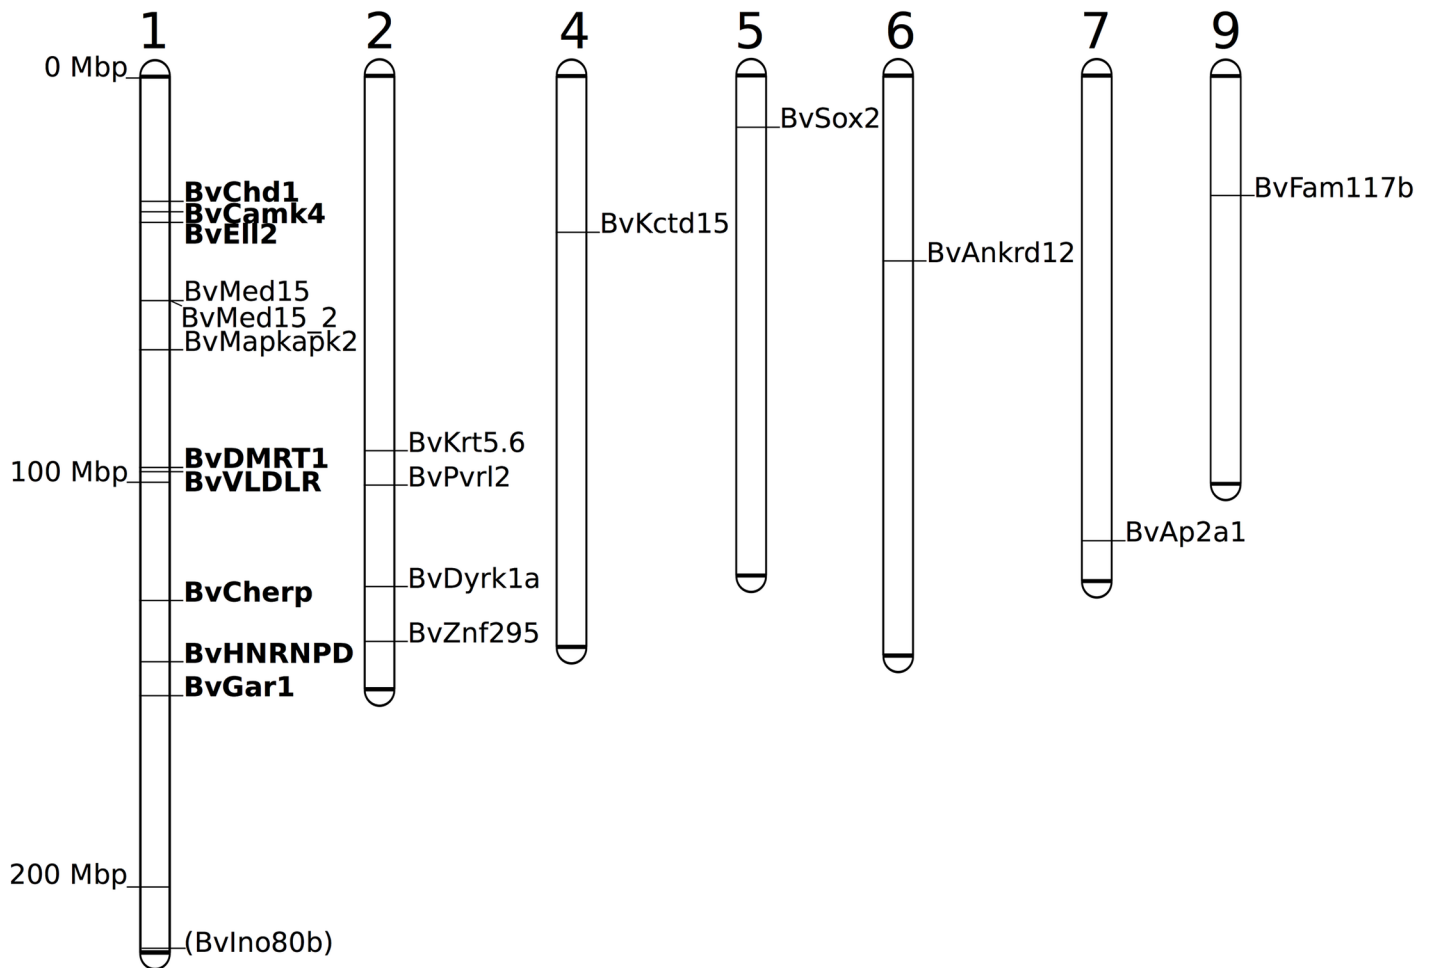 1 2 4 5 6 7 9
0 Mbp
BvChd1
BvCamk4
BvEll2
BvMed15
BvMed15_2
BvMapkapk2
BvDMRT1
100 Mbp
BvVLDLR
BvCherp
BvHNRNPD
BvGar1
200 Mbp
(BvIno80b)
BvKrt5.6
BvPvrl2
BvDyrk1a
BvZnf295
BvKctd15
BvSox2
BvAnkrd12
BvAp2a1
BvFam117b